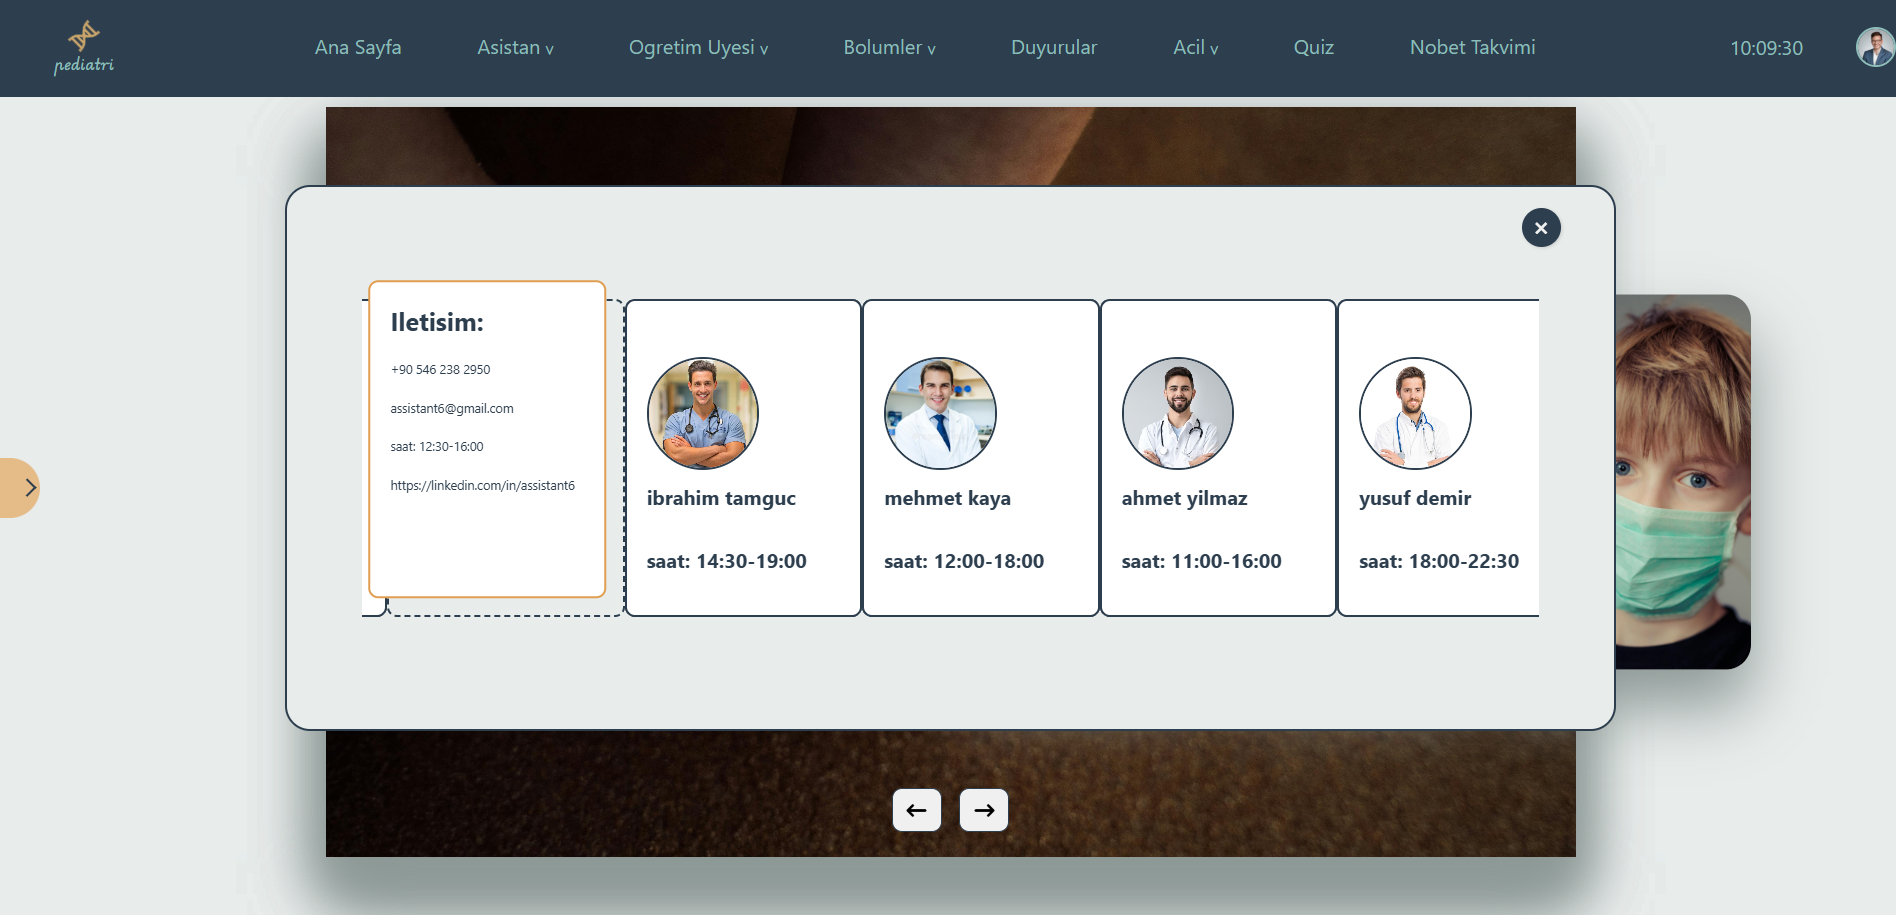 pediatri
Ana Sayfa
Asistan v
Ogretim Uyesi v
Bolumler v
Duyurular
Acil v
Quiz
Nobet Takvimi
10:09:30
Iletisim:
+90 546 238 2950
assistant6@gmail.com
saat: 12:30-16:00
https://linkedin.com/in/assistant6
ibrahim tamguc
saat: 14:30-19:00
mehmet kaya
saat: 12:00-18:00
ahmet yilmaz
saat: 11:00-16:00
yusuf demir
saat: 18:00-22:30